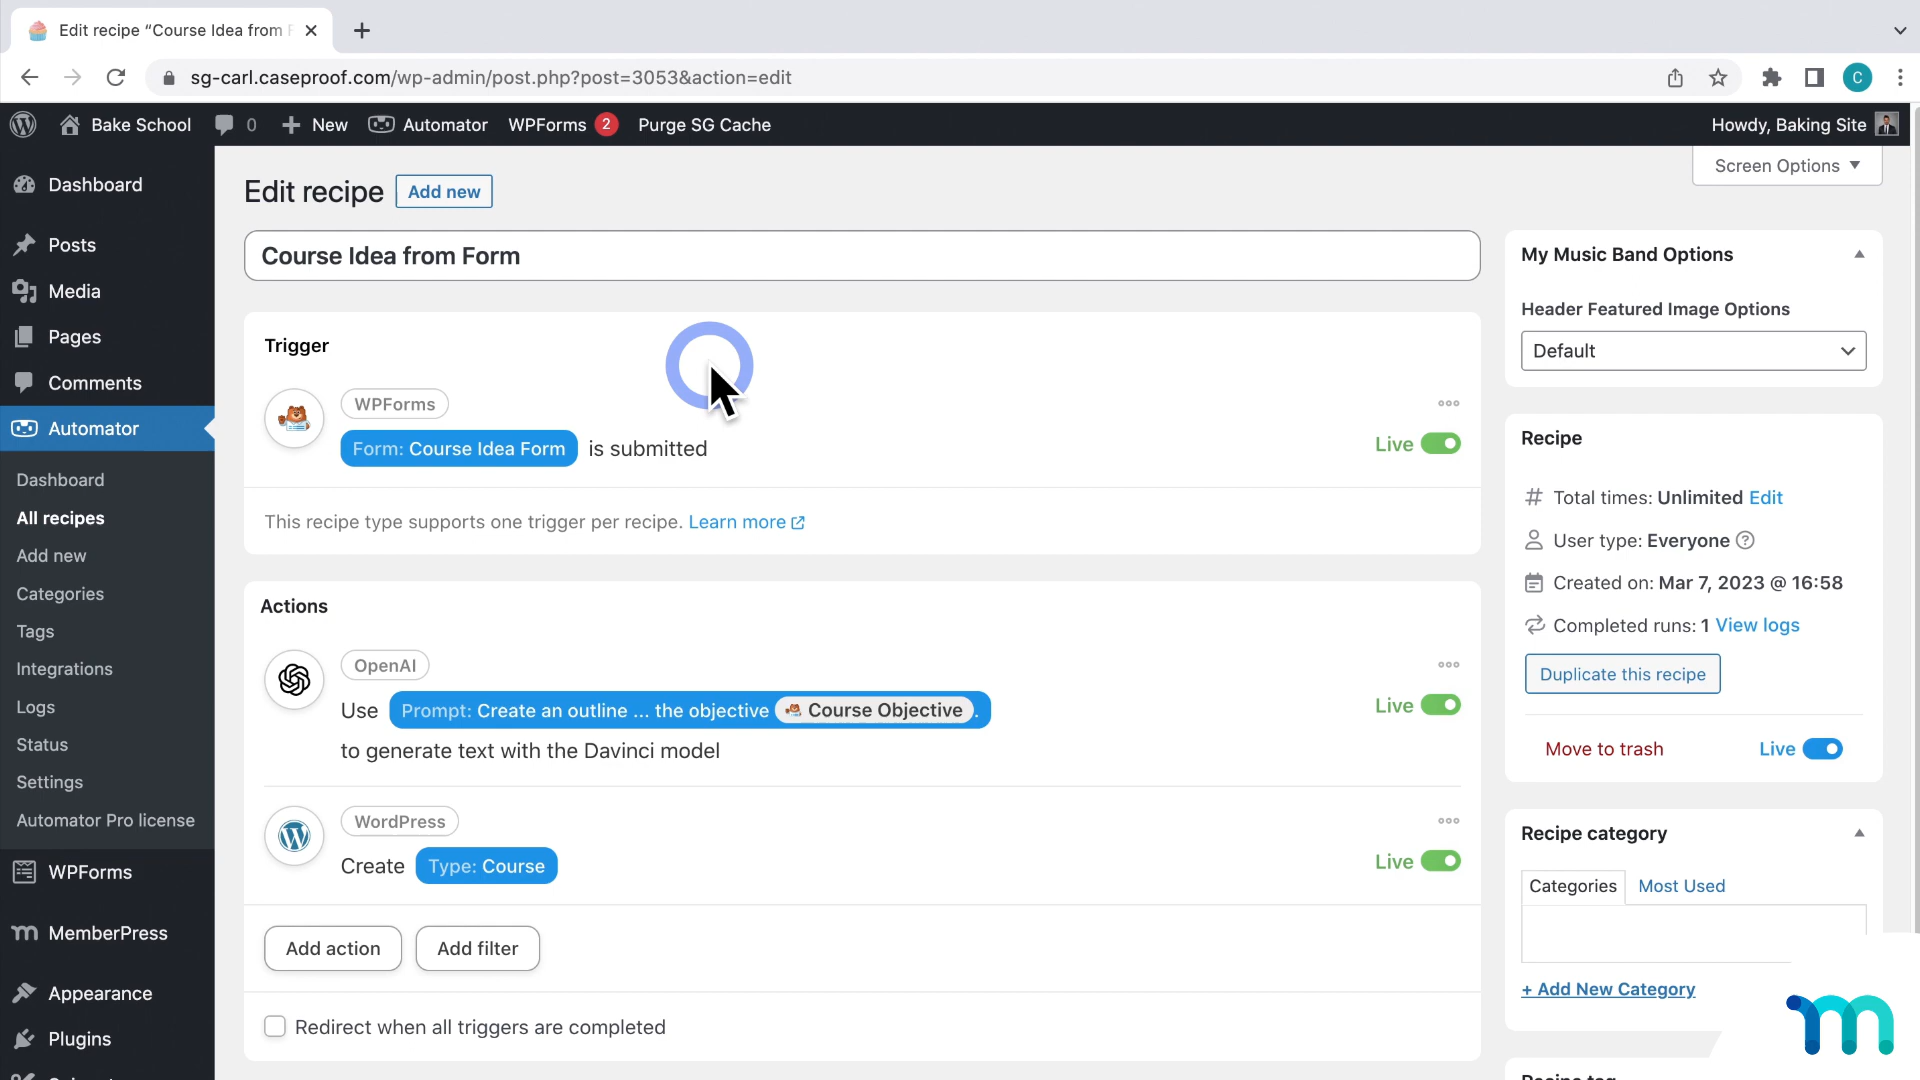 Edit recipe “Course Idea from F
sg-carl.caseproof.com/wp-admin/post.php?post=3053&action=edit
C
Bake School
0
New
Automator
WPForms 2
Purge SG Cache
Howdy, Baking Site
Screen Options
Dashboard
Posts
Media
Pages
Comments
Automator
Dashboard
All recipes
Add new
Categories
Tags
Integrations
Logs
Status
Settings
Automator Pro license
WPForms
MemberPress
Appearance
Plugins
Edit recipe
Add new
Course Idea from Form
Trigger
WPForms
Form: Course Idea Form is submitted
Live
This recipe type supports one trigger per recipe. Learn more
Actions
OpenAI
Use Prompt: Create an outline ... the objective Course Objective .
to generate text with the Davinci model
Live
WordPress
Create Type: Course
Live
Add action
Add filter
Redirect when all triggers are completed
My Music Band Options
Header Featured Image Options
Default
Recipe
# Total times: Unlimited Edit
User type: Everyone ?
Created on: Mar 7, 2023 @ 16:58
Completed runs: 1 View logs
Duplicate this recipe
Move to trash
Live
Recipe category
Categories
Most Used
+ Add New Category
m
Recipe tag